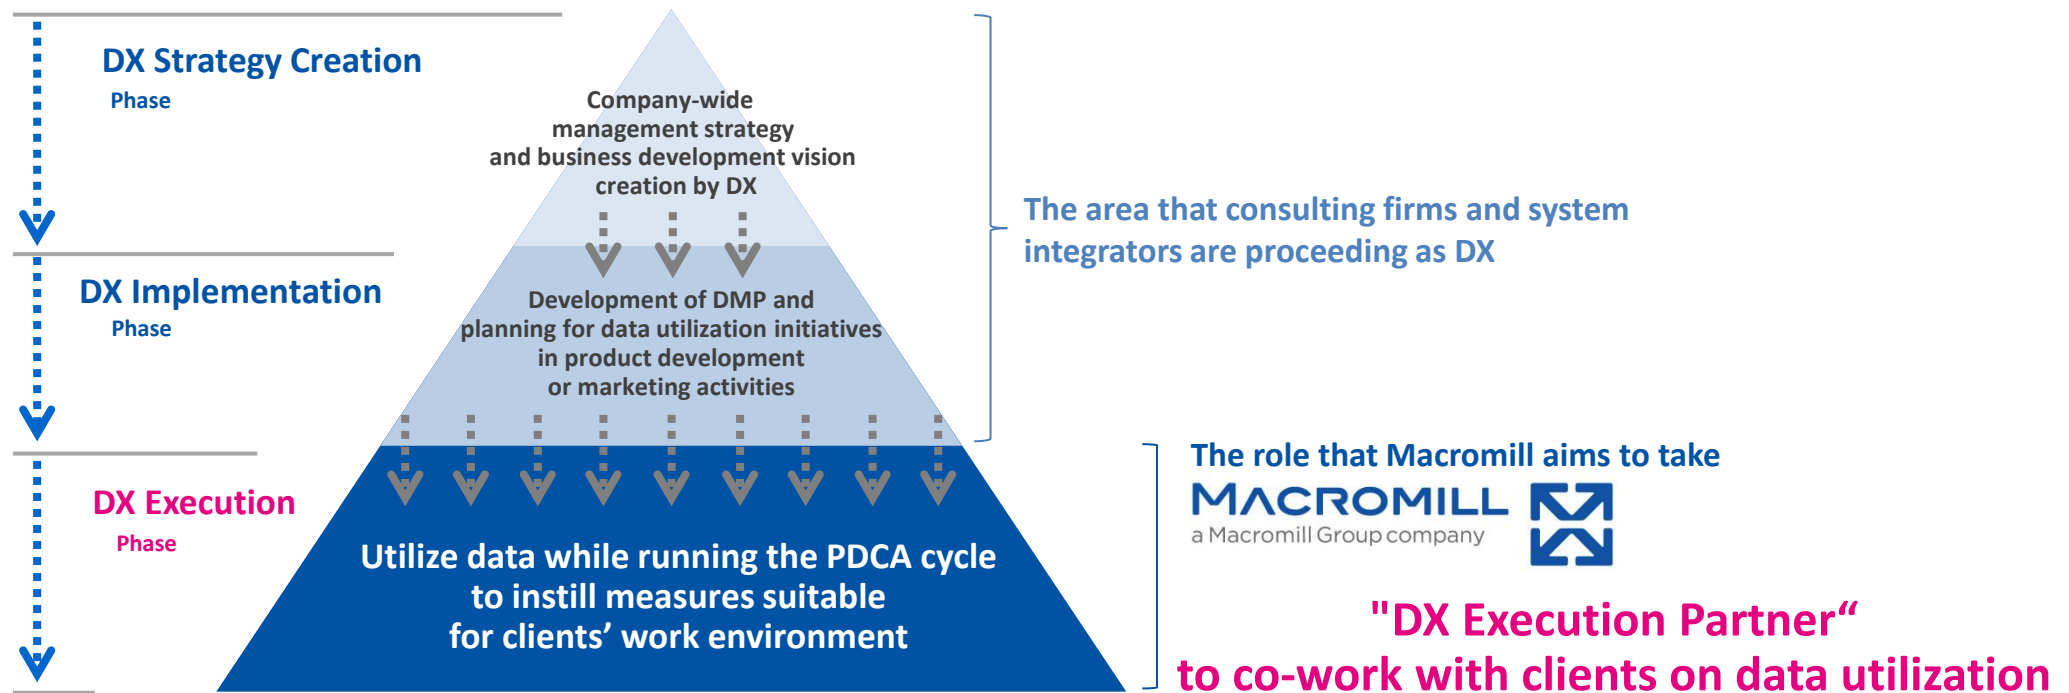 DX Strategy Creation
Phase
Company-wide
management strategy
and business development vision
creation by DX
The area that consulting firms and system
integrators are proceeding as DX
DX Implementation
Phase
Development of DMP and
planning for data utilization initiatives
in product development
or marketing activities
DX Execution
Phase
Utilize data while running the PDCA cycle
to instill measures suitable
for clients’ work environment
The role that Macromill aims to take
MACROMILL
a Macromill Group company
"DX Execution Partner“
to co-work with clients on data utilization